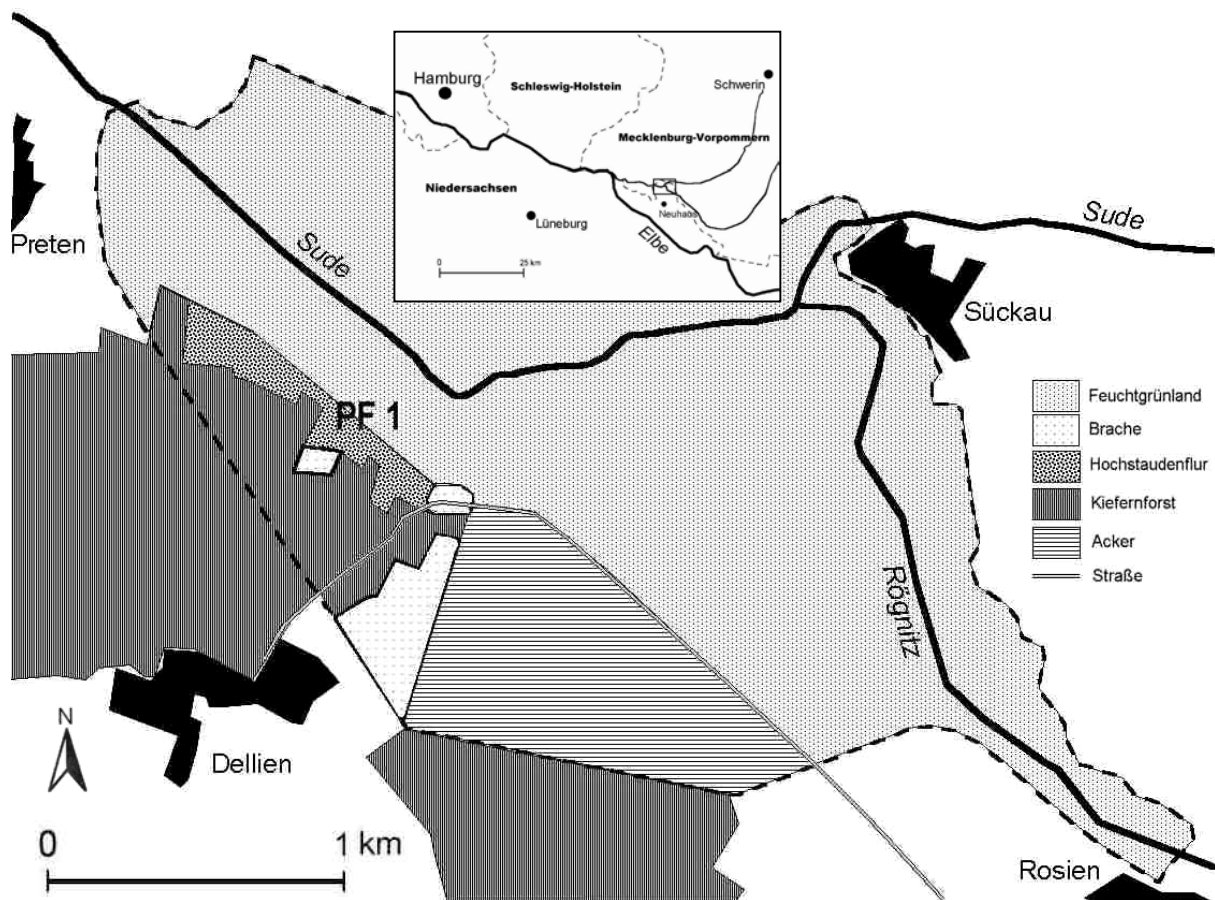 Hamburg
Schleswig-Holstein
Schwerin
Mecklenburg-Vorpommern
Niedersachsen
Neuhaus
Lüneburg
Elbe
0 25 km
Sude
Sude
Preten
Sückau
PF 1
Feuchtgrünland
Brache
Hochstaudenflur
Kiefernforst
Acker
Straße
Rögnitz
N
Dellien
0 1 km
Rosien